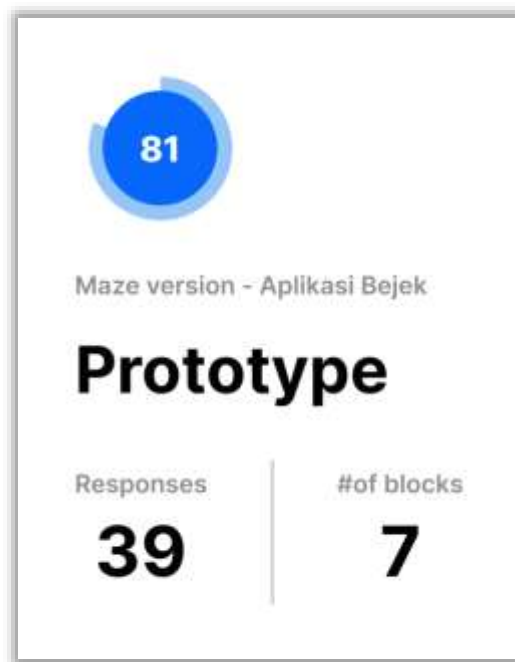 81
Maze version - Aplikasi Bejek
Prototype
Responses
#of blocks
39
7